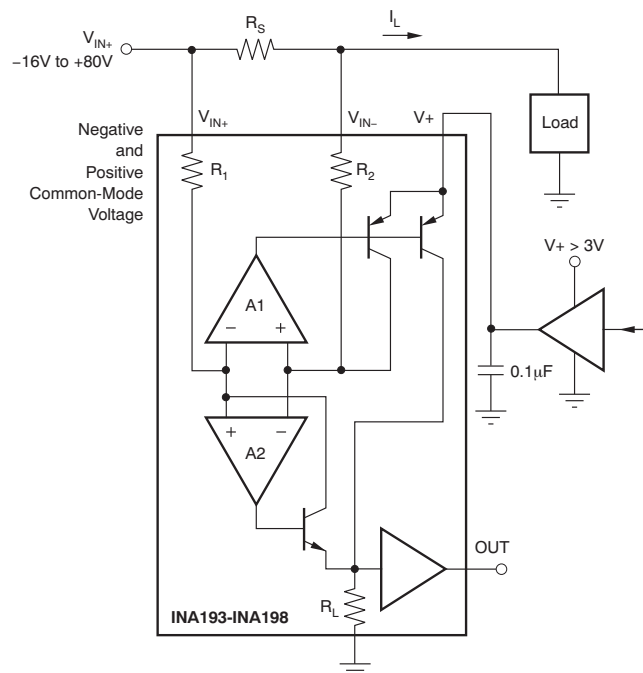 V_IN+
−16V to +80V
R_S
I_L
V_IN+
V_IN−
V+
Load
Negative
and
Positive
Common-Mode
Voltage
R_1
R_2
V+ > 3V
A1
−
+
0.1μF
+
−
A2
OUT
R_L
INA193-INA198